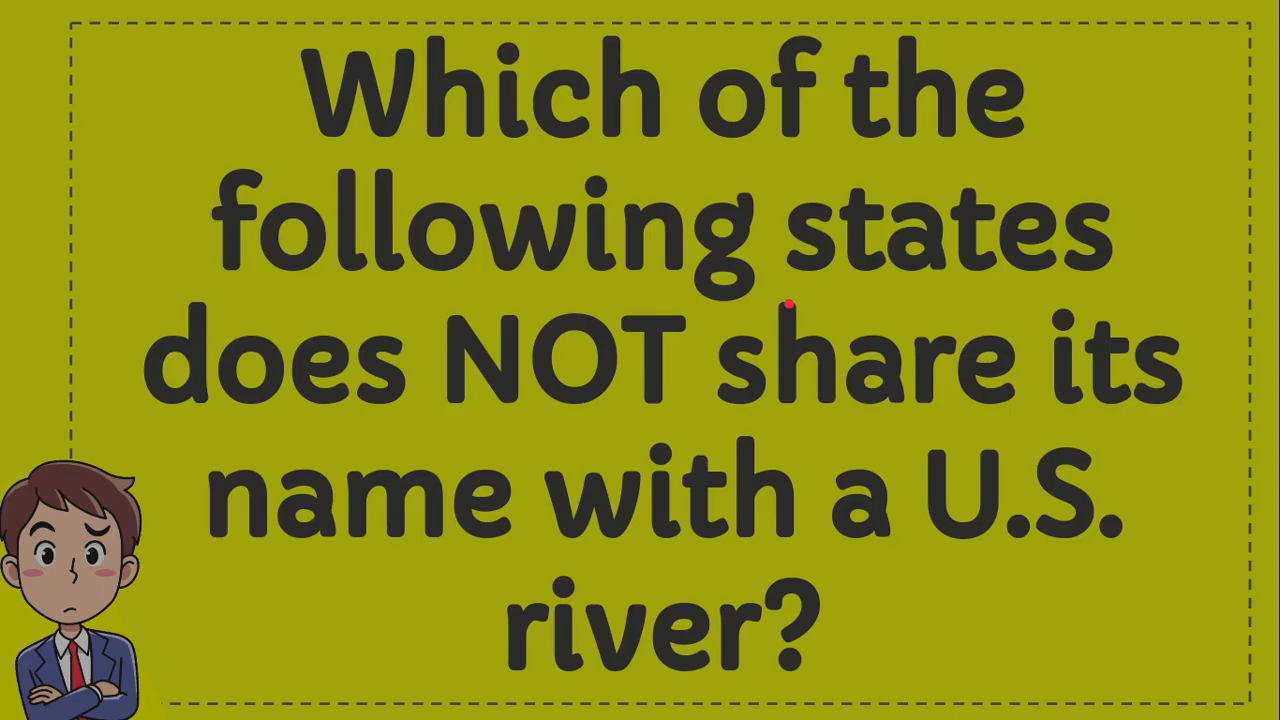 Which of the
following states
does NOT share its
name with a U.S.
river?